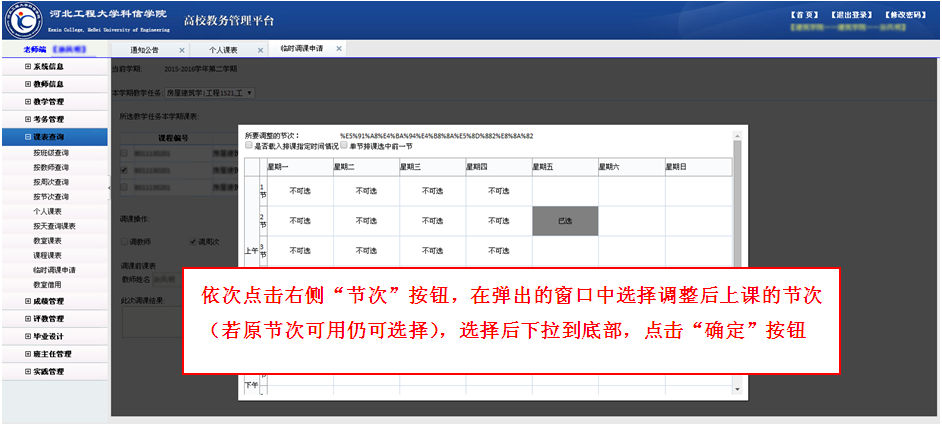 河北工程大学科信学院
Kexin College, HeBei University of Engineering
高校教务管理平台
【首 页】 【退出登录】 【修改密码】
老师端
通知公告 × 个人课表 × 临时调课申请 ×
系统信息
教师信息
教学管理
考务管理
课表查询
按班级查询
按教师查询
按周次查询
按节次查询
个人课表
按天查询课表
教室课表
课程课表
临时调课申请
教室借用
成绩管理
评教管理
毕业设计
班主任管理
实践管理
当前学期: 2015-2016学年第二学期
本学期教学任务: 房屋建筑学:工程1521,工
所选教学任务本学期课表:
课程编号
调课操作:
调教师 调周次
调课前课表
教师姓名
此次调课结果:
所要调整的节次: %E5%91%A8%E4%BA%94%E4%B8%8A%E5%8D%882%E8%8A%82
是否载入排课指定时间情况 单节排课选中前一节
星期一 星期二 星期三 星期四 星期五 星期六 星期日
1节 不可选 不可选 不可选 不可选
2节 不可选 不可选 不可选 不可选 已选
上午 3节 不可选 不可选 不可选 不可选
依次点击右侧“节次”按钮，在弹出的窗口中选择调整后上课的节次
（若原节次可用仍可选择），选择后下拉到底部，点击“确定”按钮
节
下午